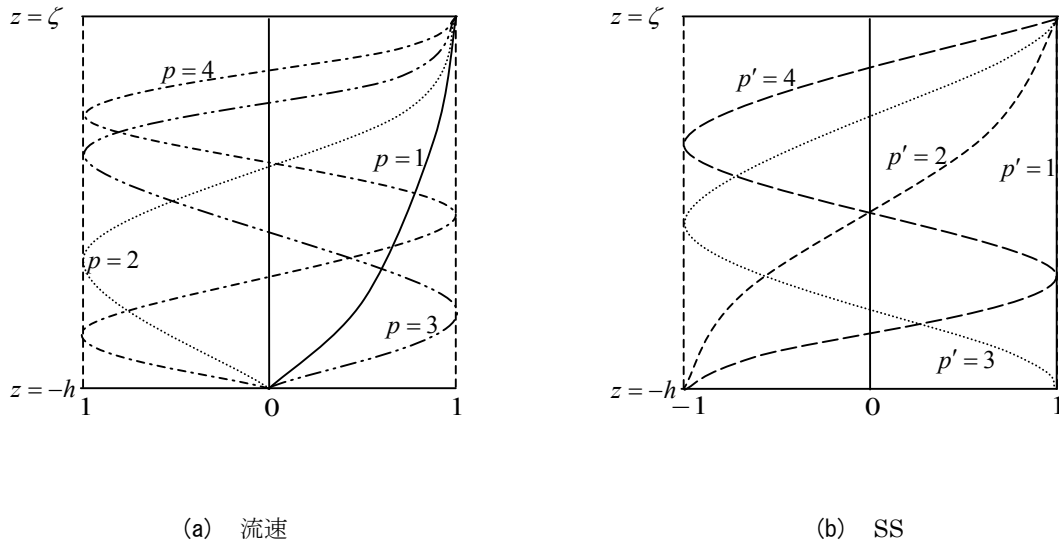 z = ζ
p = 4
p = 1
p = 2
p = 3
z = −h
1
0
1
(a) 流速
z = ζ
p′ = 4
p′ = 2
p′ = 1
p′ = 3
z = −h
−1
0
1
(b) SS